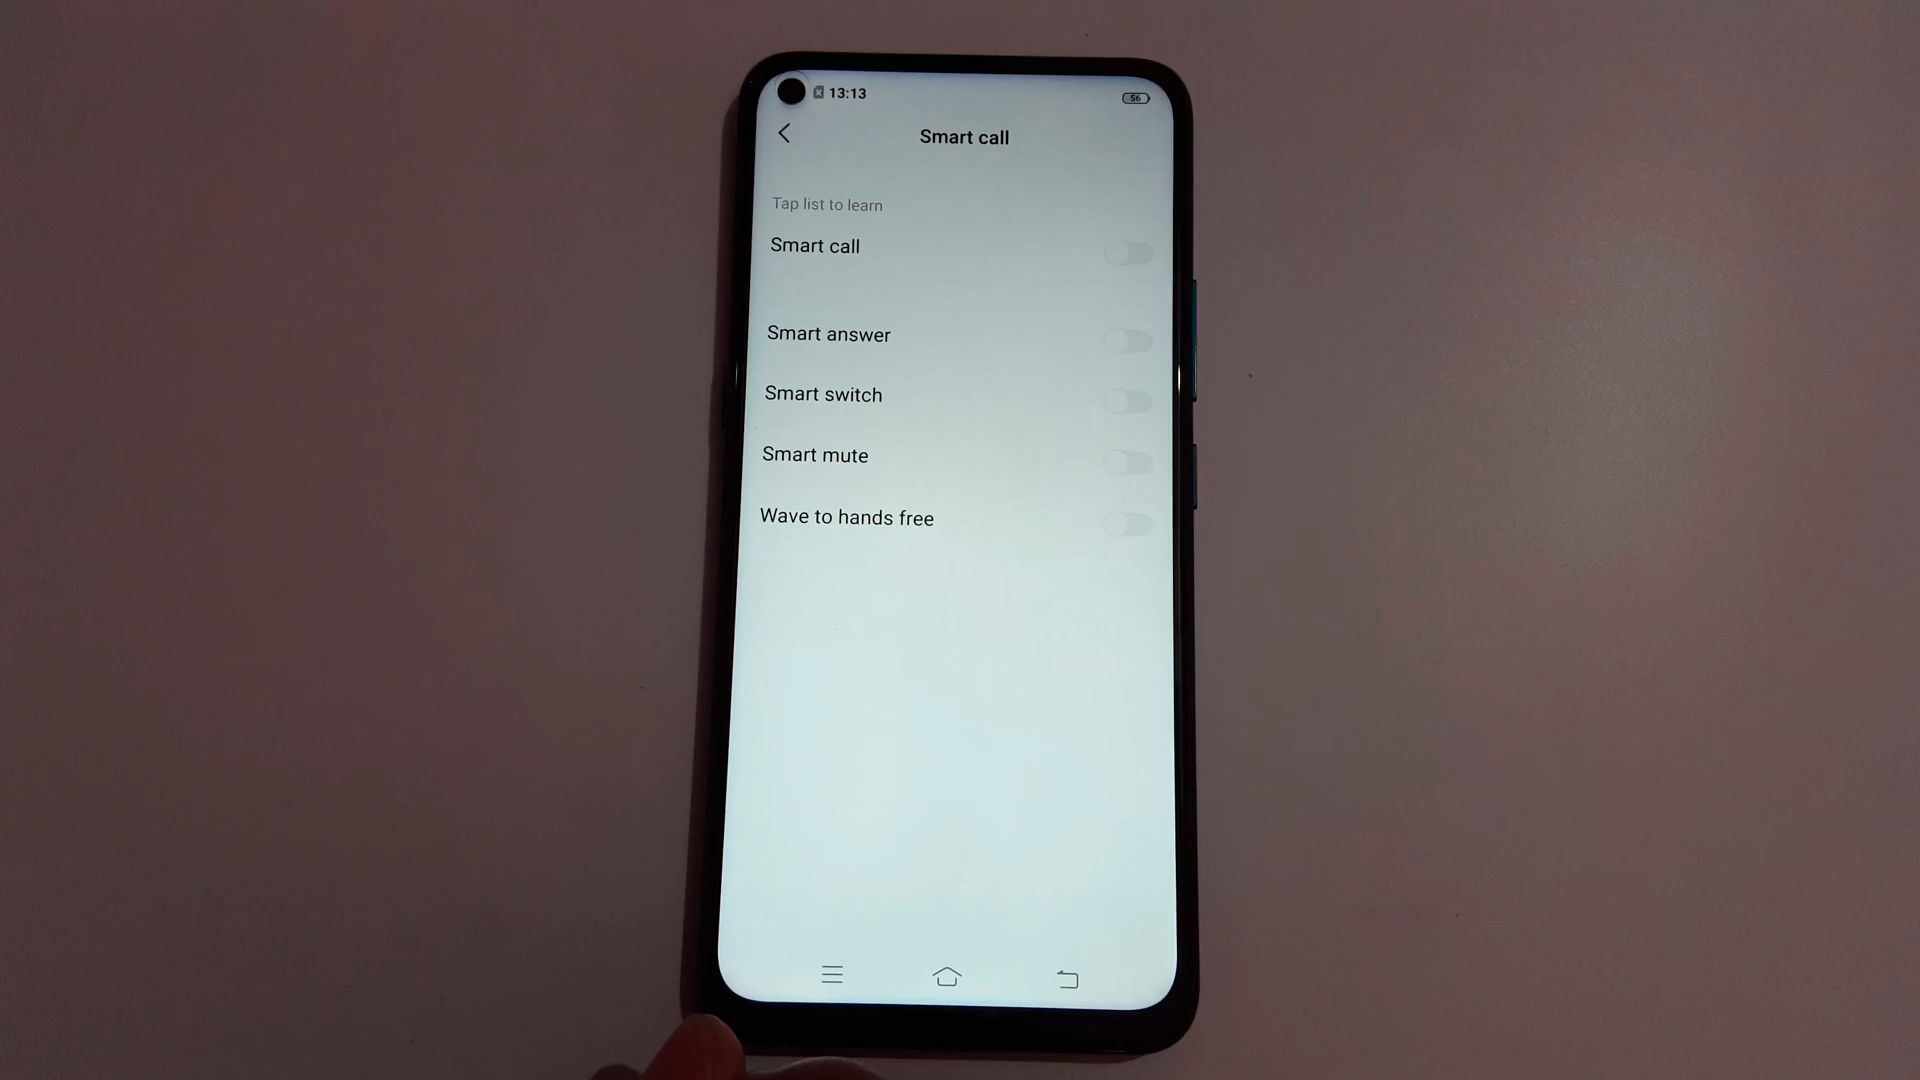 13:13
56
Smart call
Tap list to learn
Smart call
Smart answer
Smart switch
Smart mute
Wave to hands free